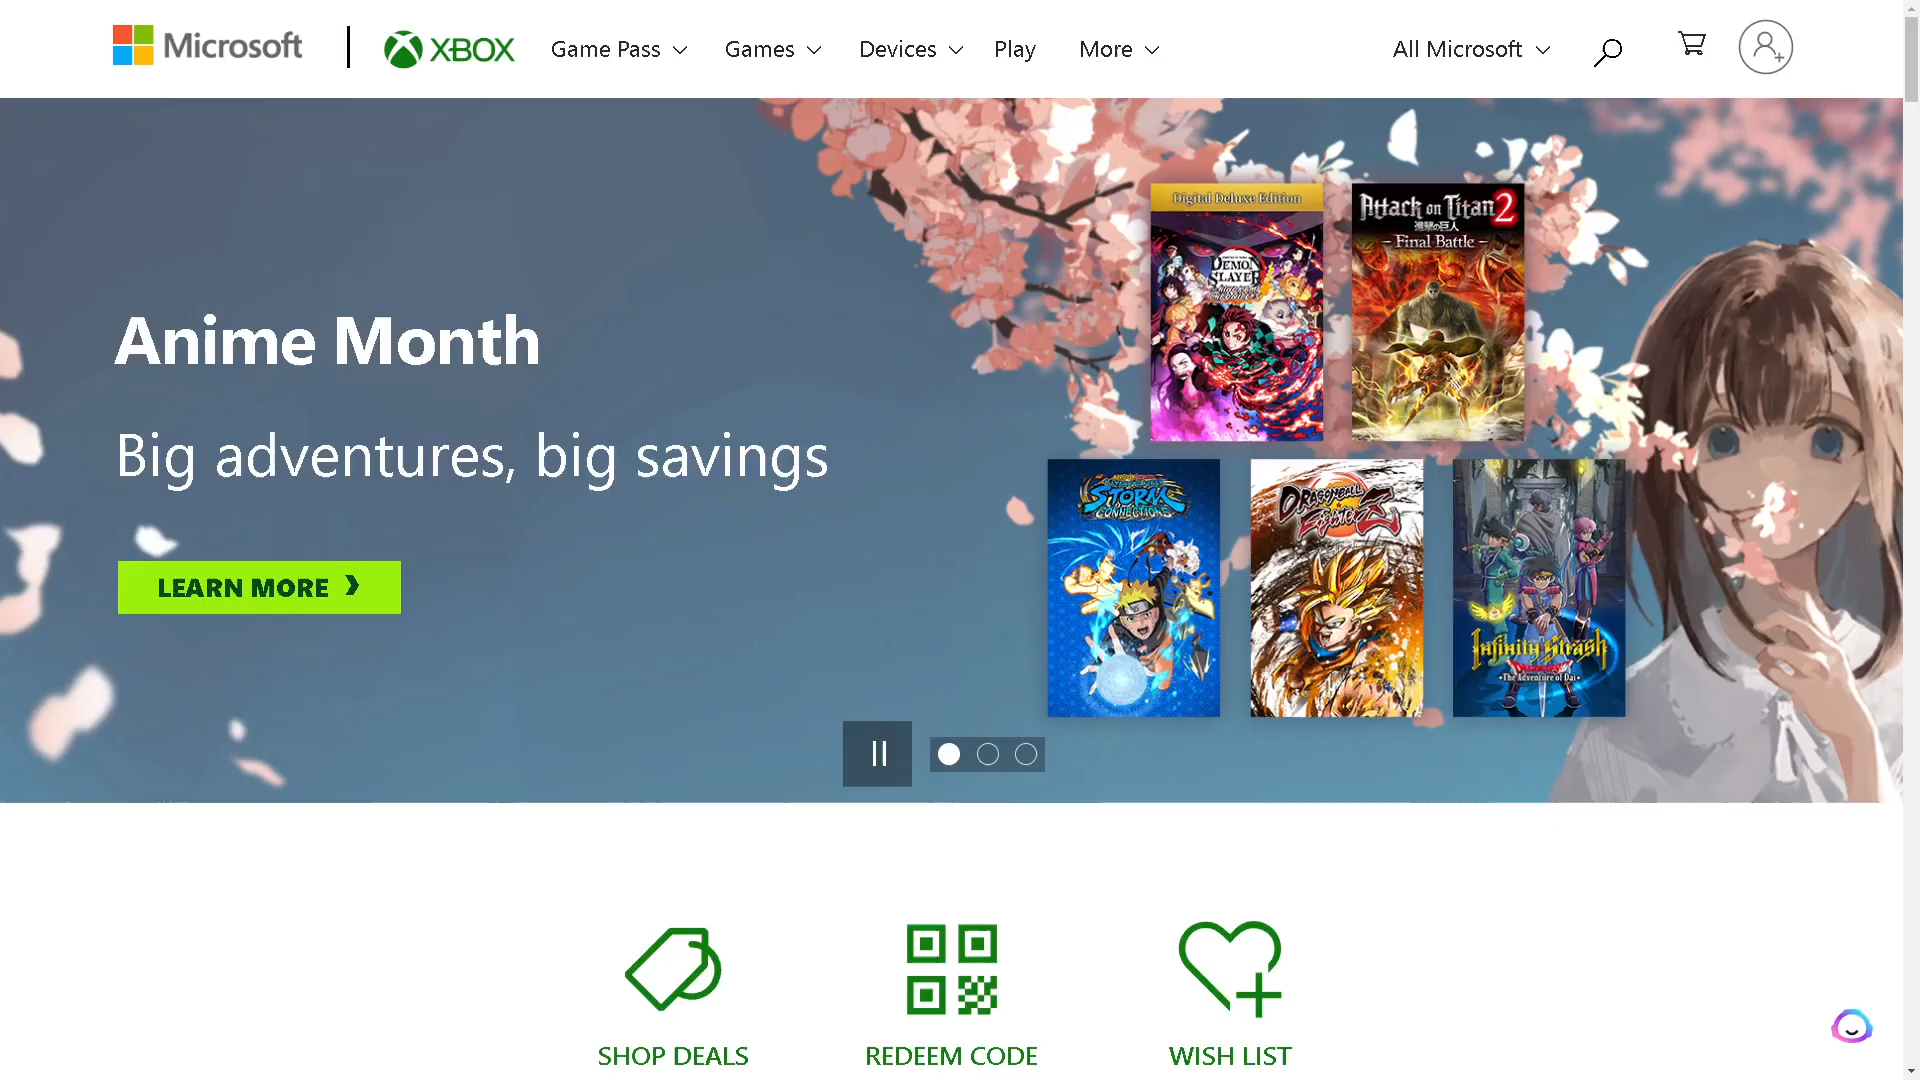 Microsoft
XBOX
Game Pass
Games
Devices
Play
More
All Microsoft
Anime Month
Big adventures, big savings
LEARN MORE
Digital Deluxe Edition
DEMON
SLAYER
Attack on Titan 2
進撃の巨人
Final Battle
STORM
CONNECTIONS
DRAGONBALL
FighterZ
Infinity Strash
The Adventure of Dai
SHOP DEALS
REDEEM CODE
WISH LIST